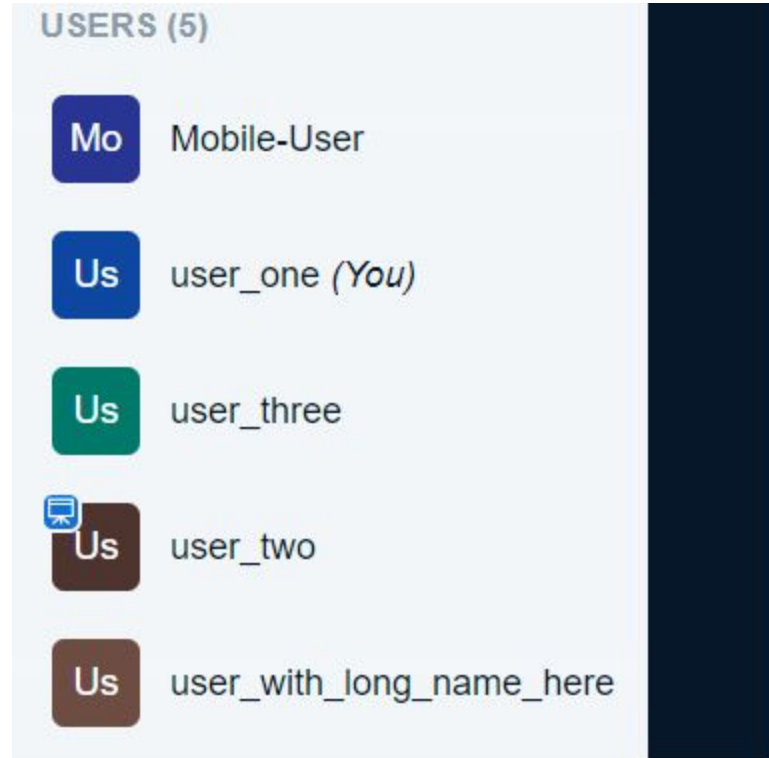 USERS (5)
Mo Mobile-User
Us user_one (You)
Us user_three
Us user_two
Us user_with_long_name_here